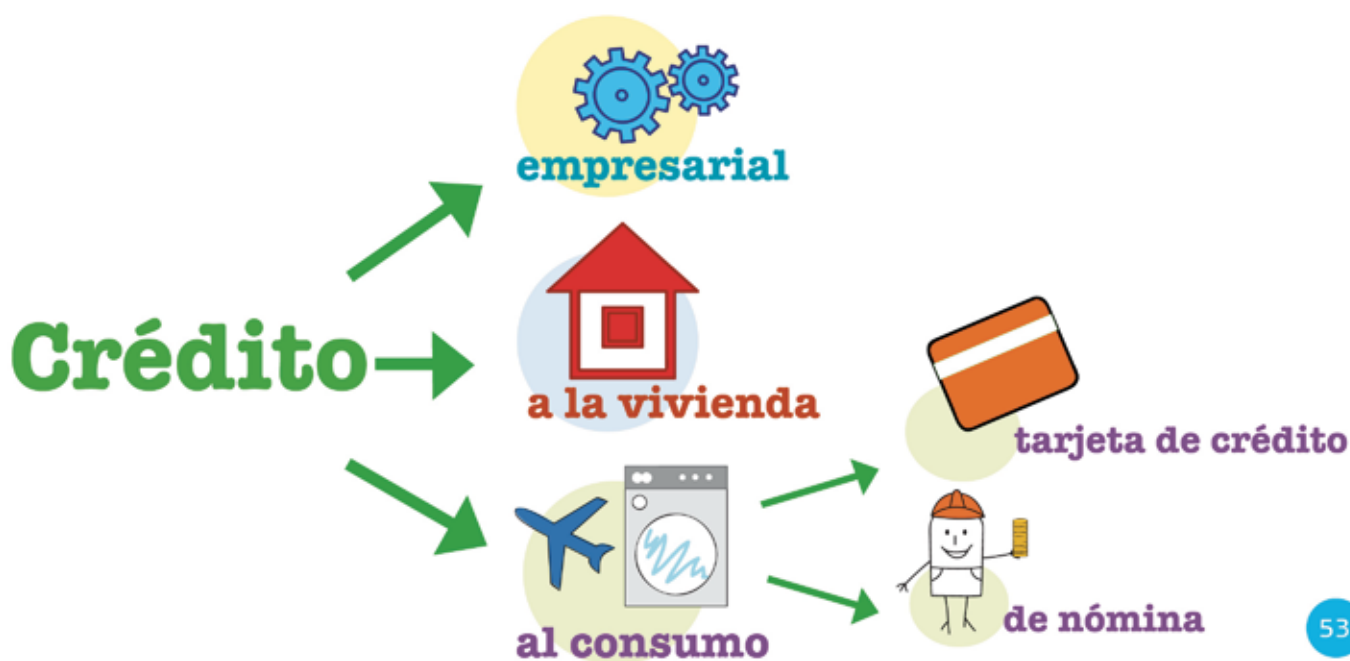 empresarial
Crédito
a la vivienda
tarjeta de crédito
al consumo
de nómina
53